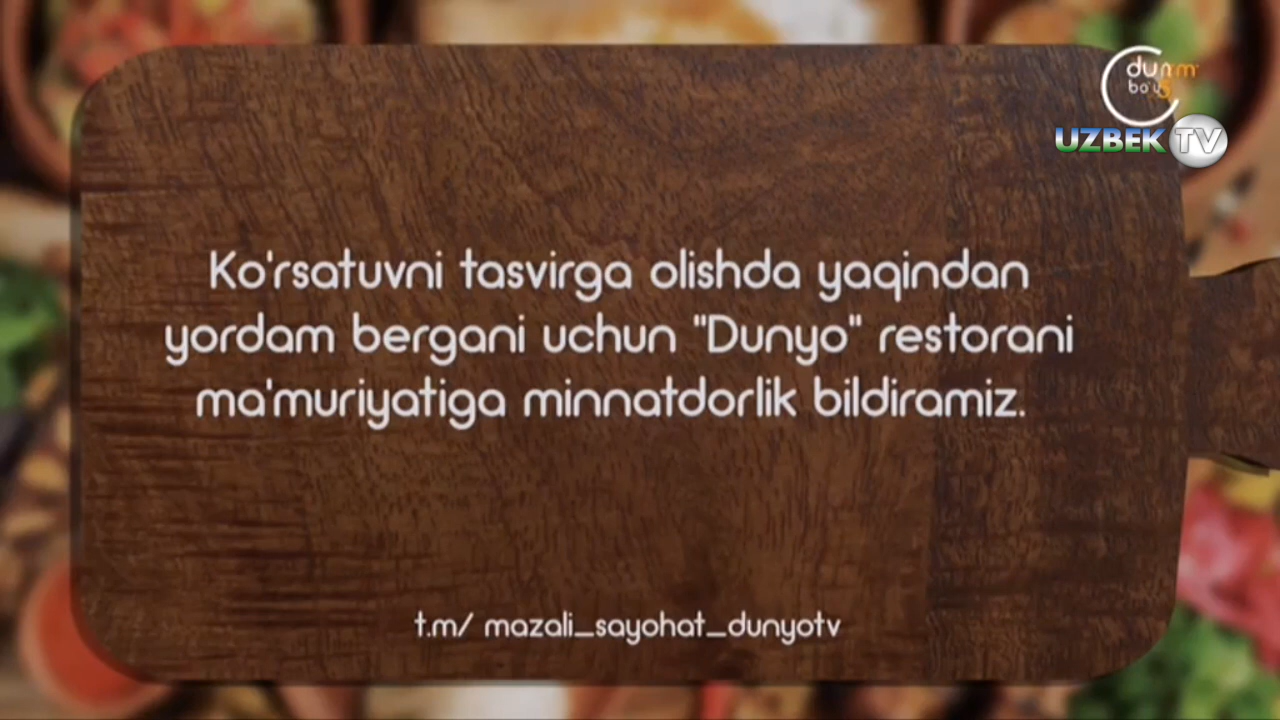 UZBEK TV
Ko'rsatuvni tasvirga olishda yaqindan
yordam bergani uchun "Dunyo" restorani
ma'muriyatiga minnatdorlik bildiramiz.
t.m/ mazali_sayohat_dunyotv